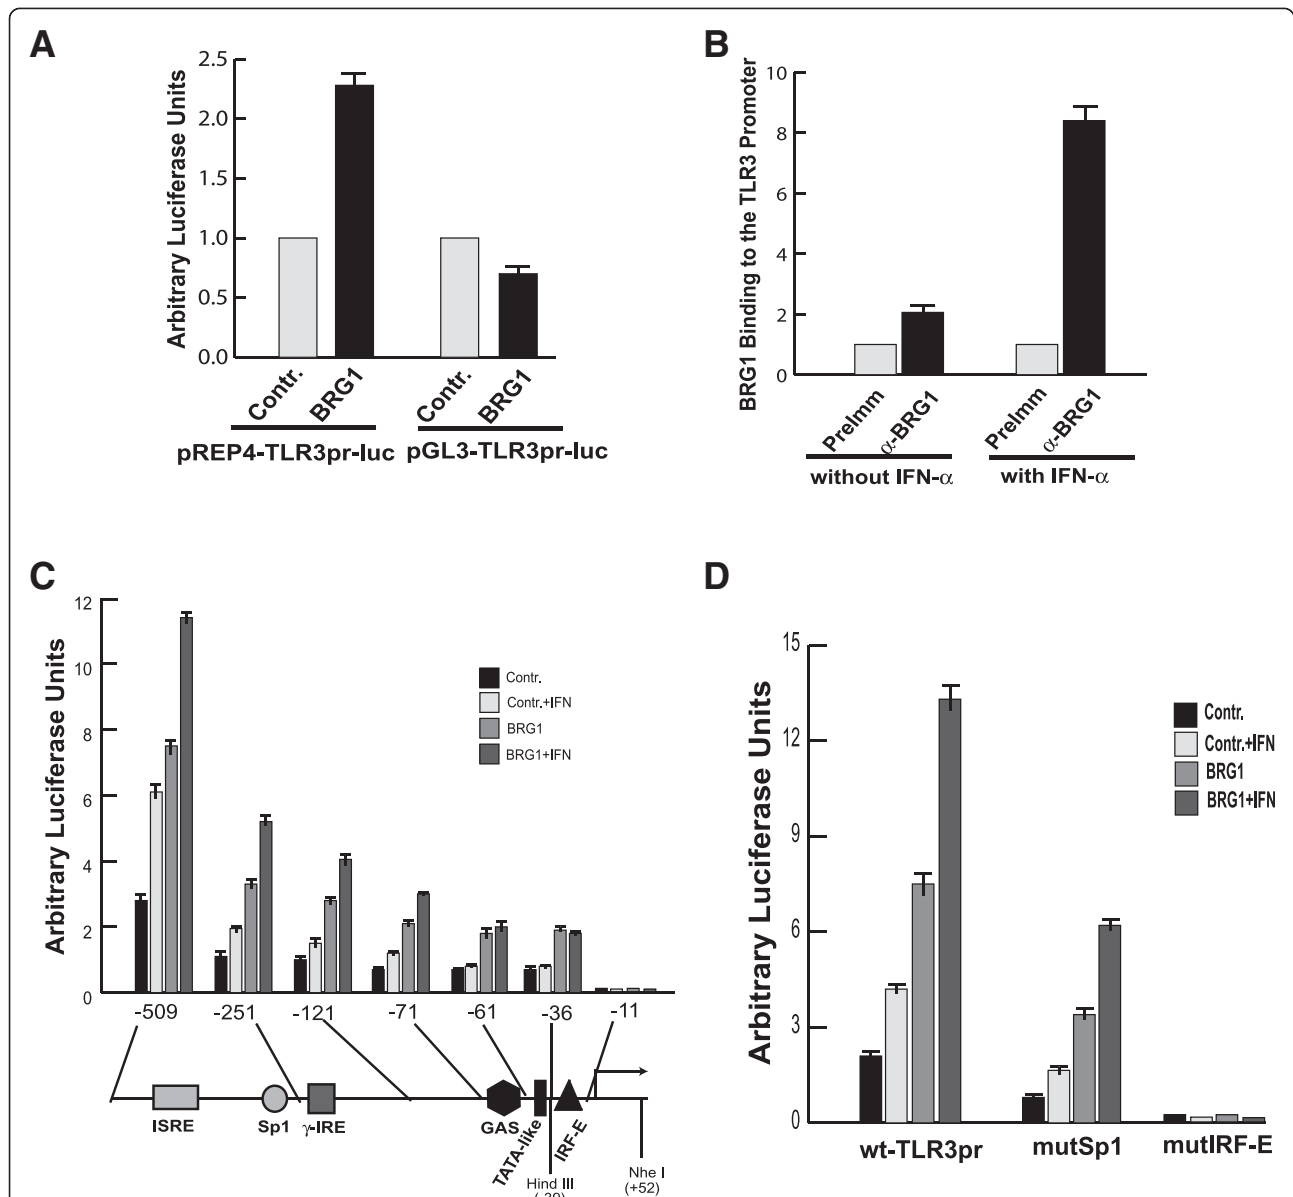 A
Arbitrary Luciferase Units
2.5
2.0
1.5
1.0
0.5
0.0
Contr.
BRG1
Contr.
BRG1
pREP4-TLR3pr-luc
pGL3-TLR3pr-luc
B
BRG1 Binding to the TLR3 Promoter
10
8
6
4
2
0
PreImm
α-BRG1
PreImm
α-BRG1
without IFN-α
with IFN-α
C
Arbitrary Luciferase Units
12
10
8
6
4
2
0
Contr.
Contr.+IFN
BRG1
BRG1+IFN
-509
-251
-121
-71
-61
-36
-11
ISRE
Sp1
γ-IRE
GAS
TATA-like
IRF-E
Hind III
(-39)
Nhe I
(+52)
D
Arbitrary Luciferase Units
15
12
9
6
3
0
Contr.
Contr.+IFN
BRG1
BRG1+IFN
wt-TLR3pr
mutSp1
mutIRF-E